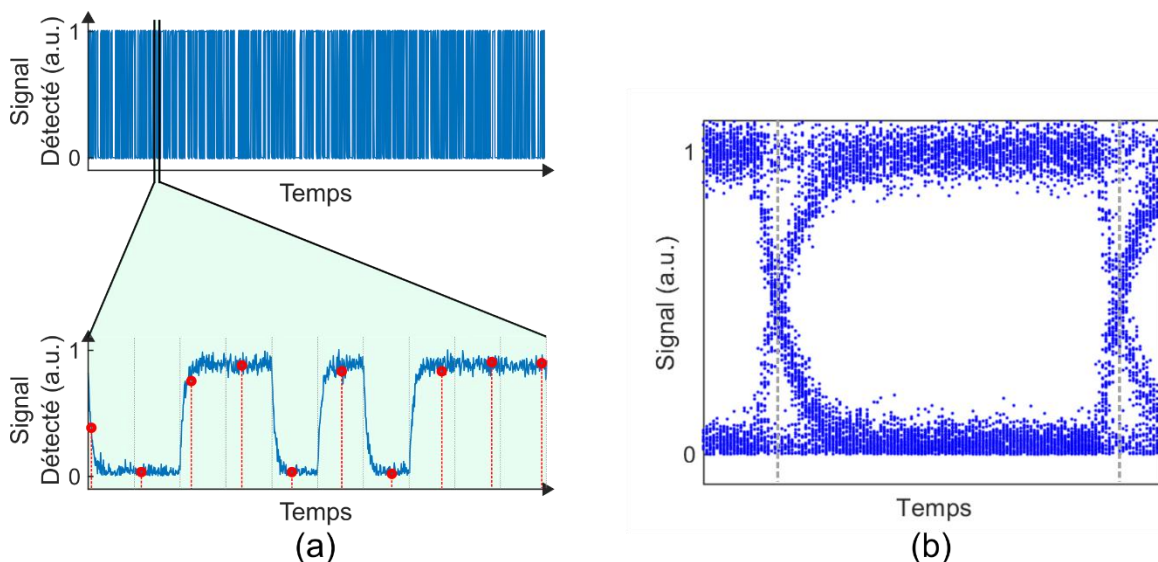 Signal
Détecté (a.u.)
1
0
Temps
Signal
Détecté (a.u.)
1
0
Temps
(a)
Signal (a.u.)
1
0
Temps
(b)